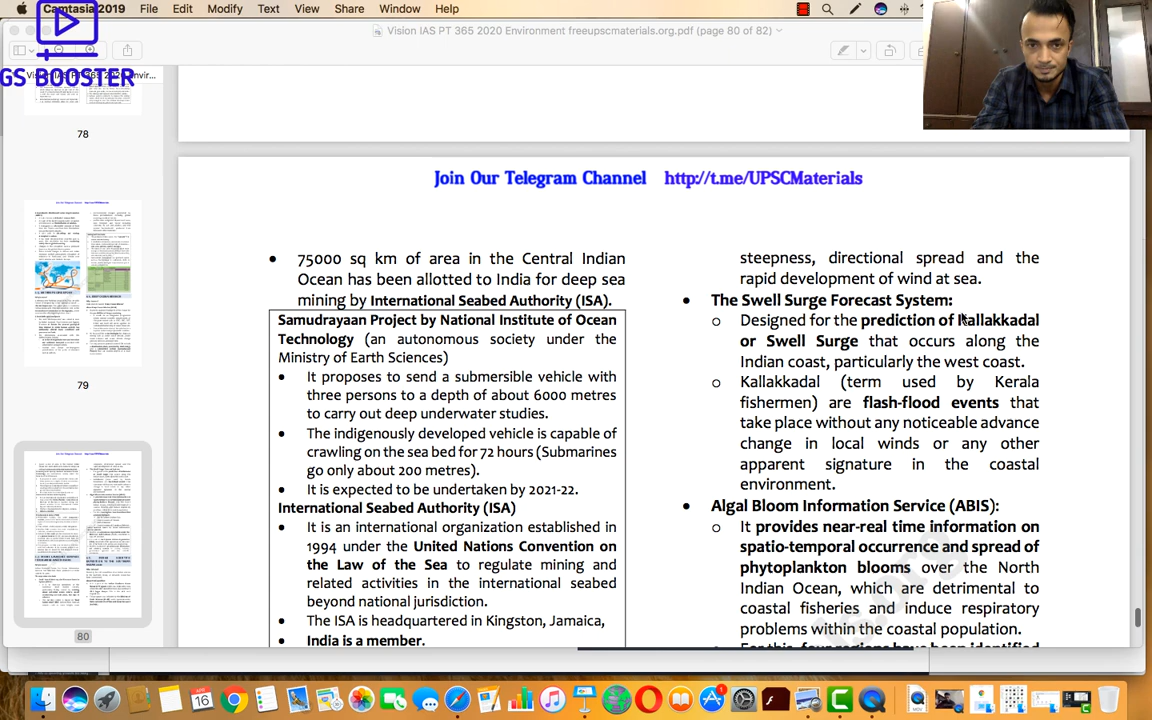 Camtasia 2019 File Edit Modify Text View Share Window Help
GS BOOSTER
Vision IAS PT 365 2020 Environment freeupscmaterials.org.pdf (page 80 of 82)
78
79
80
Join Our Telegram Channel http://t.me/UPSCMaterials
• 75000 sq km of area in the Central Indian
Ocean has been allotted to India for deep sea
mining by International Seabed Authority (ISA).
Samudrayaan Project by National Institute of Ocean
Technology (an autonomous society under the
Ministry of Earth Sciences)
• It proposes to send a submersible vehicle with
three persons to a depth of about 6000 metres
to carry out deep underwater studies.
• The indigenously developed vehicle is capable of
crawling on the sea bed for 72 hours (Submarines
go only about 200 metres).
• It is expected to be undertaken by 2021-22.
International Seabed Authority (ISA)
• It is an international organization established in
1994 under the United Nations Convention on
the Law of the Sea to regulate mining and
related activities in the international seabed
beyond national jurisdiction.
• The ISA is headquartered in Kingston, Jamaica,
• India is a member.
steepness, directional spread and the
rapid development of wind at sea.
• The Swell Surge Forecast System:
o Designed for the prediction of Kallakkadal
or Swell Surge that occurs along the
Indian coast, particularly the west coast.
o Kallakkadal (term used by Kerala
fishermen) are flash-flood events that
take place without any noticeable advance
change in local winds or any other
apparent signature in the coastal
environment.
• Algal Bloom Information Service (ABIS):
o It provides near-real time information on
spatio-temporal occurrence and spread of
phytoplankton blooms over the North
Indian Ocean, which are detrimental to
coastal fisheries and induce respiratory
problems within the coastal population.
o For this, four regions have been identified